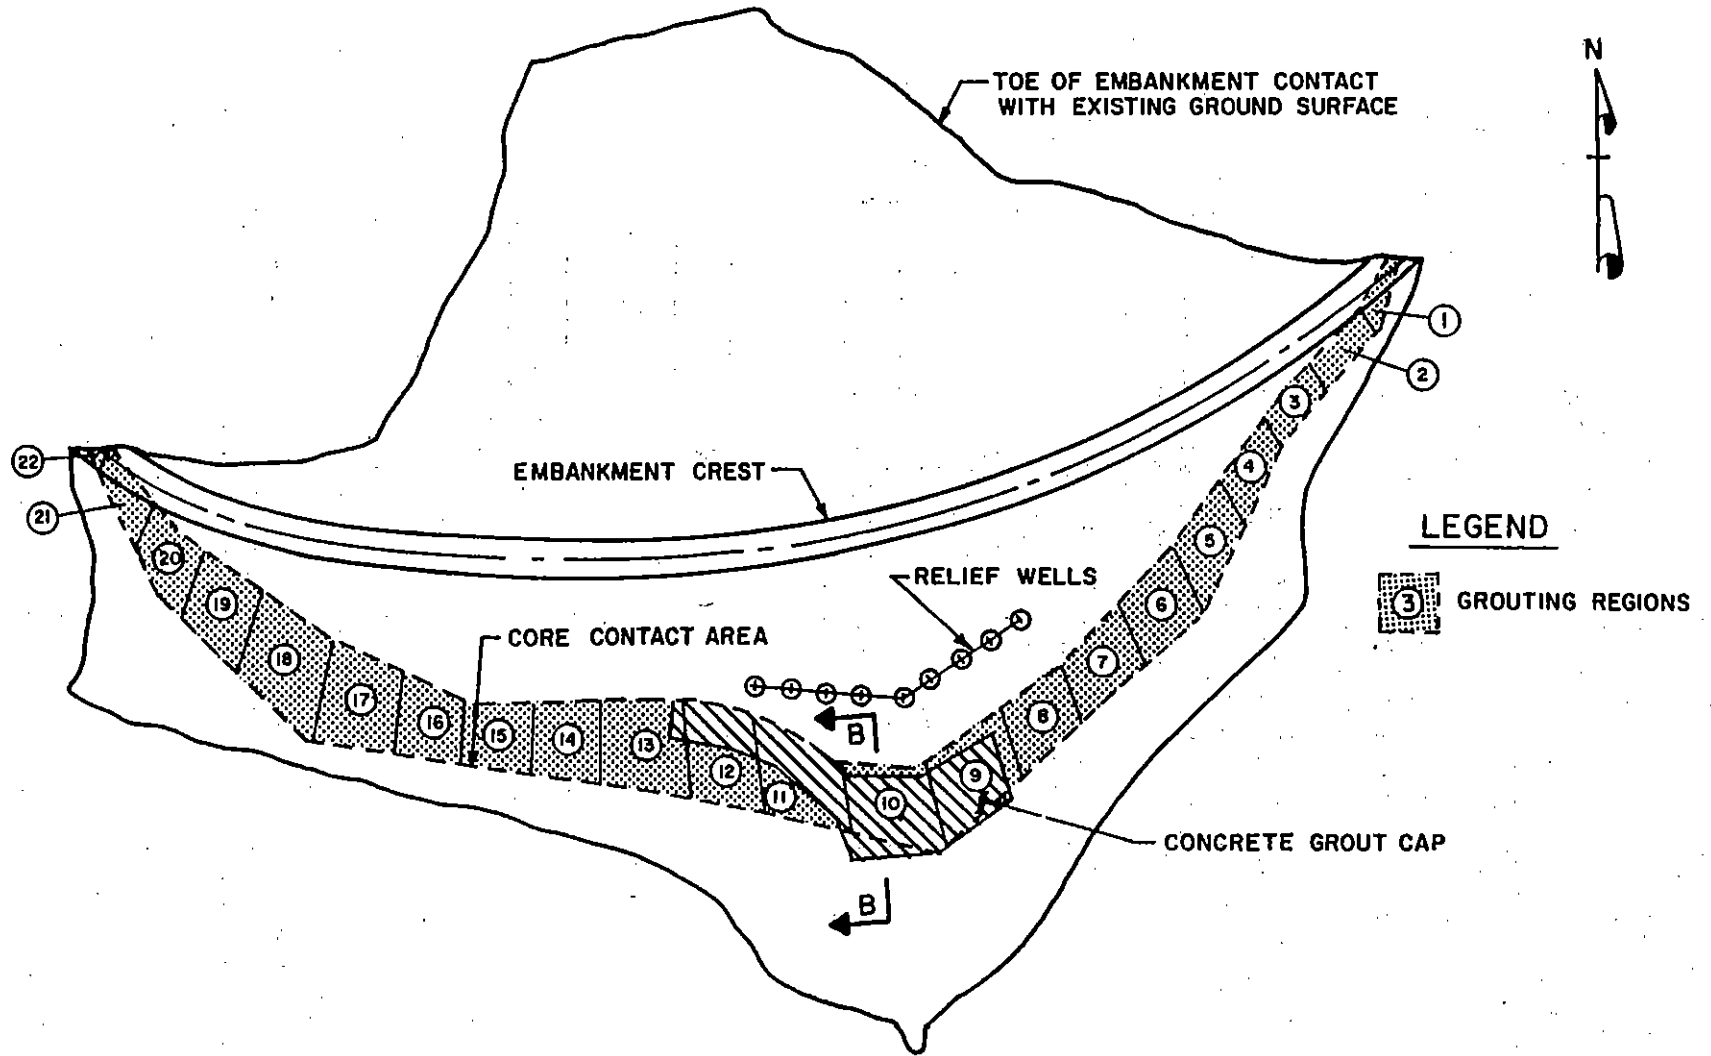 N
TOE OF EMBANKMENT CONTACT
WITH EXISTING GROUND SURFACE
1
2
3
4
5
6
7
8
9
10
11
12
13
14
15
16
17
18
19
20
21
22
EMBANKMENT CREST
RELIEF WELLS
CORE CONTACT AREA
B
B
CONCRETE GROUT CAP
LEGEND
3 GROUTING REGIONS